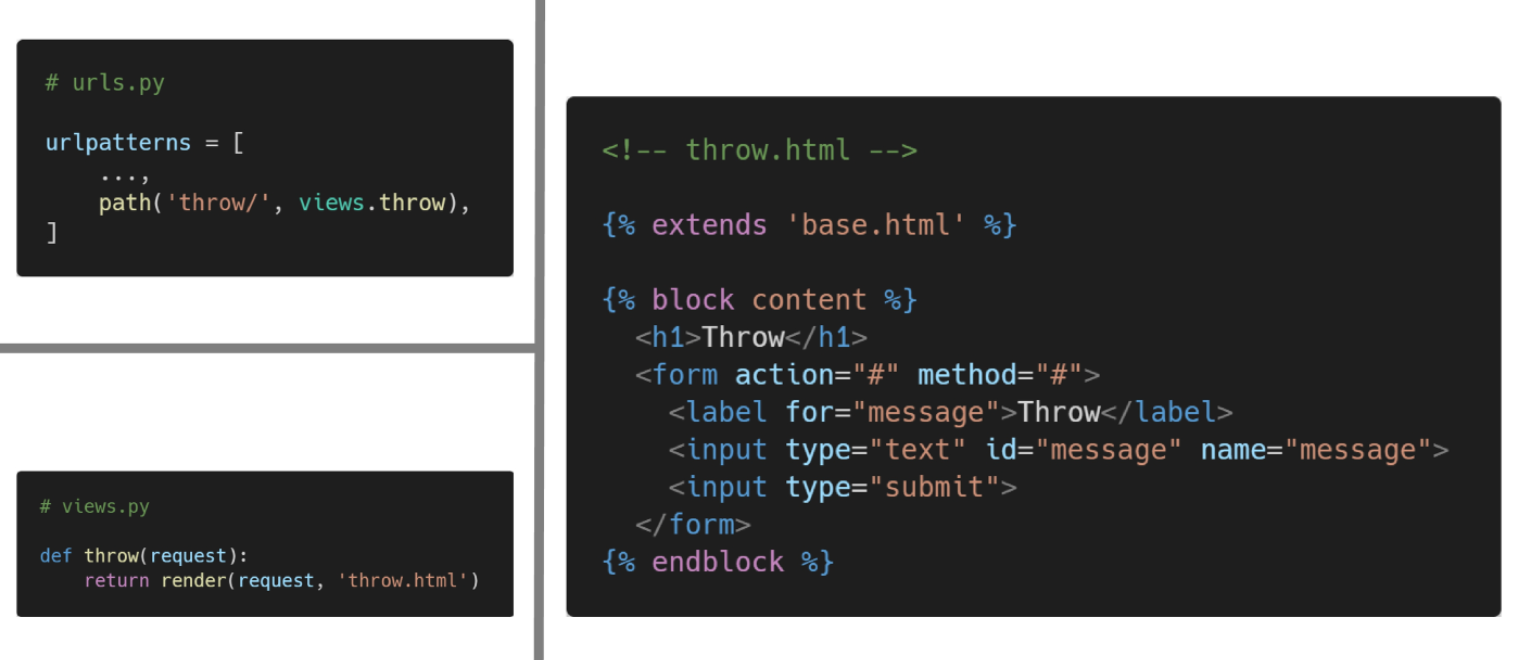 # urls.py
urlpatterns = [
    ...,
    path('throw/', views.throw),
]
# views.py
def throw(request):
    return render(request, 'throw.html')
<!-- throw.html -->
{% extends 'base.html' %}
{% block content %}
  <h1>Throw</h1>
  <form action="#" method="#">
    <label for="message">Throw</label>
    <input type="text" id="message" name="message">
    <input type="submit">
  </form>
{% endblock %}